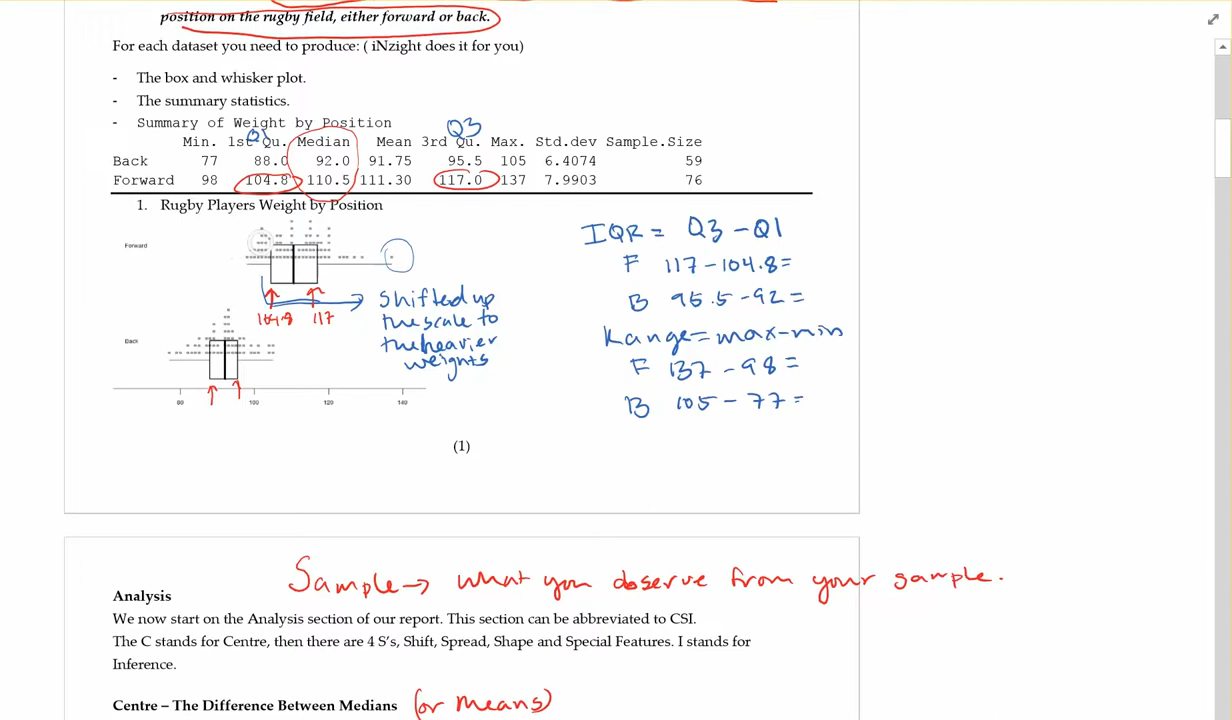 position on the rugby field, either forward or back.
For each dataset you need to produce: ( iNzight does it for you)
- The box and whisker plot.
- The summary statistics.
- Summary of Weight by Position
Q1 Q3
Min. 1st Qu. Median Mean 3rd Qu. Max. Std.dev Sample.Size
Back 77 88.0 92.0 91.75 95.5 105 6.4074 59
Forward 98 104.8 110.5 111.30 117.0 137 7.9903 76
1. Rugby Players Weight by Position
Forward
104.8 117
Shifted up
the scale to
the heavier
weights
Back
80 100 120 140
IQR = Q3 - Q1
F 117 - 104.8 =
B 95.5 - 92 =
Range = max - min
F 137 - 98 =
B 105 - 77 =
(1)
Sample → what you observe from your sample.
Analysis
We now start on the Analysis section of our report. This section can be abbreviated to CSI.
The C stands for Centre, then there are 4 S's, Shift, Spread, Shape and Special Features. I stands for
Inference.
Centre – The Difference Between Medians (or means)